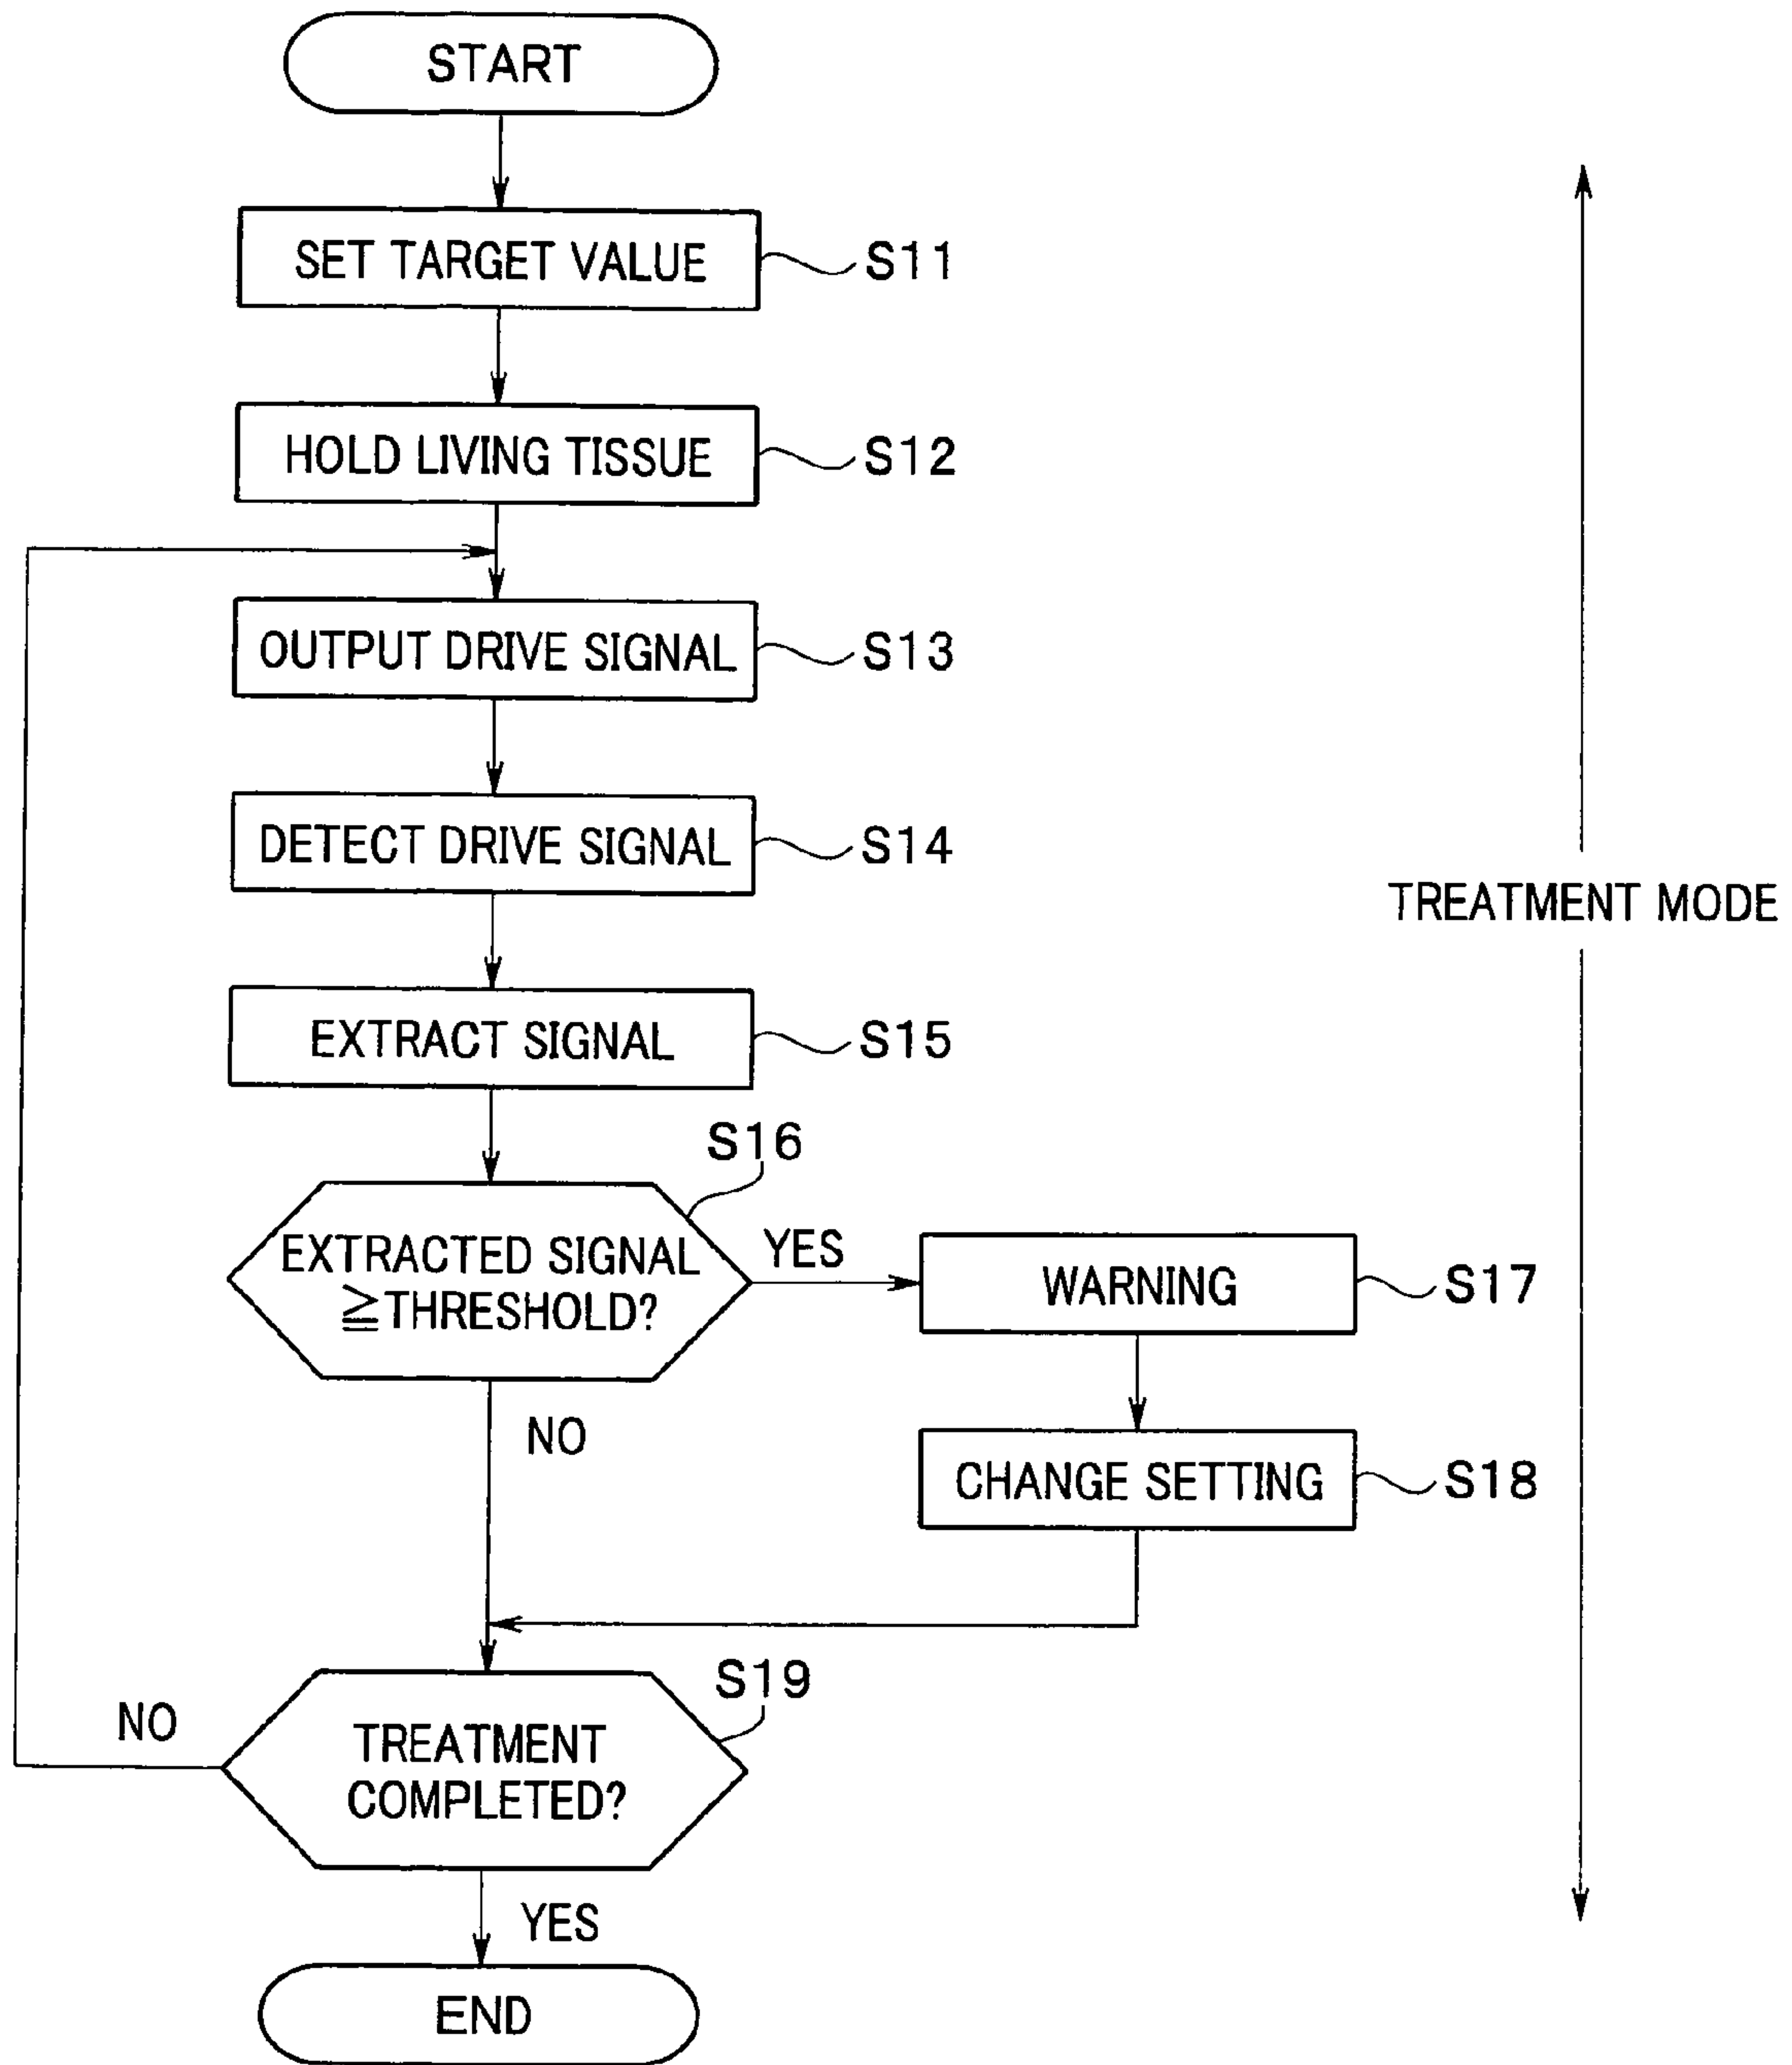 START
SET TARGET VALUE
S11
HOLD LIVING TISSUE
S12
OUTPUT DRIVE SIGNAL
S13
DETECT DRIVE SIGNAL
S14
TREATMENT MODE
EXTRACT SIGNAL
S15
S16
EXTRACTED SIGNAL
≧THRESHOLD?
YES
WARNING
S17
NO
CHANGE SETTING
S18
S19
NO
TREATMENT
COMPLETED?
YES
END